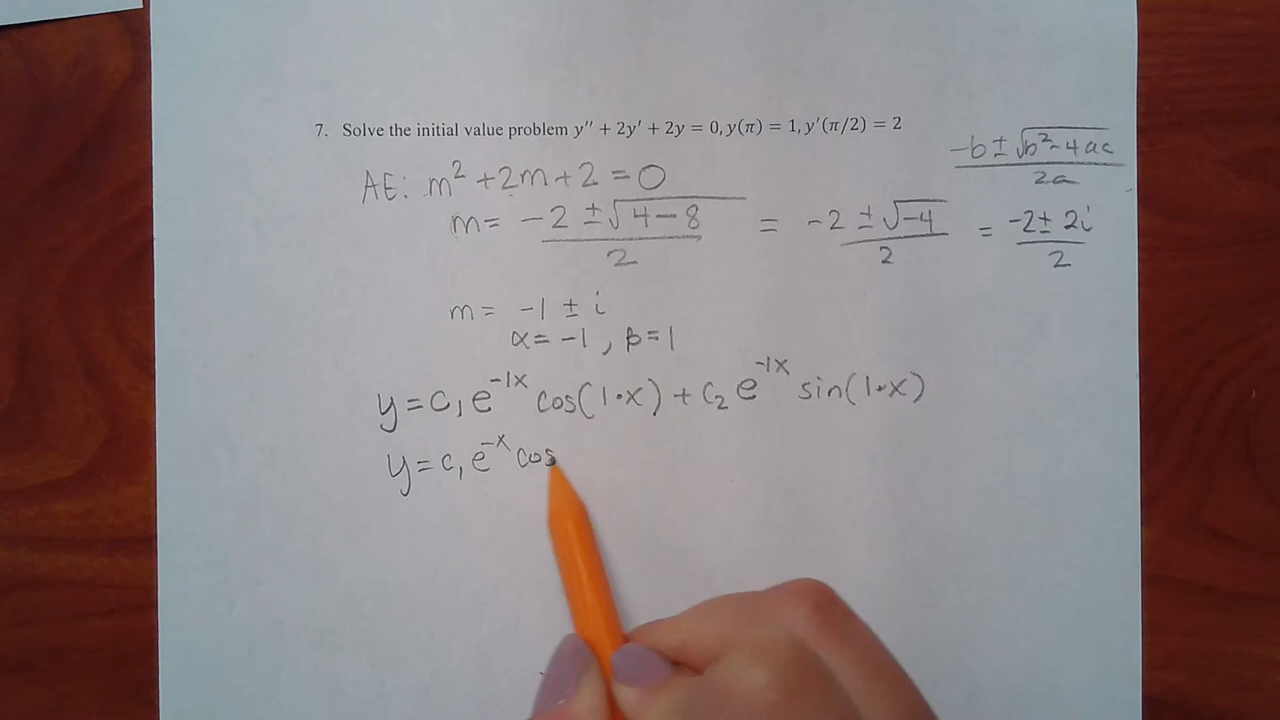 7. Solve the initial value problem y′′ + 2y′ + 2y = 0, y(π) = 1, y′(π/2) = 2
(-b ± √(b² - 4ac))/2a
AE: m² + 2m + 2 = 0
m = (-2 ± √(4 - 8))/2 = (-2 ± √-4)/2 = (-2 ± 2i)/2
m = -1 ± i
α = -1 , β = 1
y = c₁e^(-1x) cos(1·x) + c₂e^(-1x) sin(1·x)
y = c₁e^(-x) cos